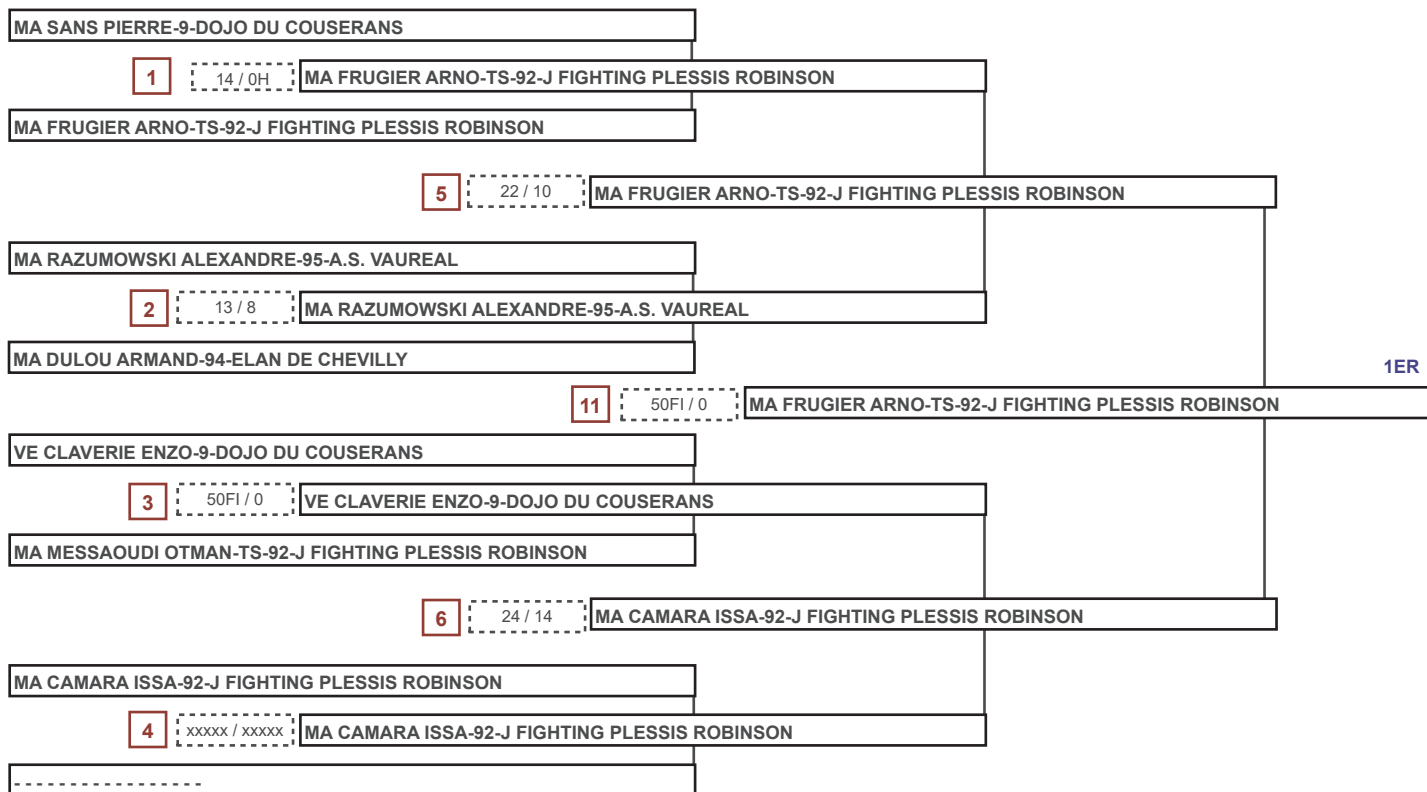 MA SANS PIERRE-9-DOJO DU COUSERANS
1 14 / 0H MA FRUGIER ARNO-TS-92-J FIGHTING PLESSIS ROBINSON
MA FRUGIER ARNO-TS-92-J FIGHTING PLESSIS ROBINSON
5 22 / 10 MA FRUGIER ARNO-TS-92-J FIGHTING PLESSIS ROBINSON
MA RAZUMOWSKI ALEXANDRE-95-A.S. VAUREAL
2 13 / 8 MA RAZUMOWSKI ALEXANDRE-95-A.S. VAUREAL
MA DULOU ARMAND-94-ELAN DE CHEVILLY
1ER
11 50FI / 0 MA FRUGIER ARNO-TS-92-J FIGHTING PLESSIS ROBINSON
VE CLAVERIE ENZO-9-DOJO DU COUSERANS
3 50FI / 0 VE CLAVERIE ENZO-9-DOJO DU COUSERANS
MA MESSAOUDI OTMAN-TS-92-J FIGHTING PLESSIS ROBINSON
6 24 / 14 MA CAMARA ISSA-92-J FIGHTING PLESSIS ROBINSON
MA CAMARA ISSA-92-J FIGHTING PLESSIS ROBINSON
4 xxxxx / xxxxx MA CAMARA ISSA-92-J FIGHTING PLESSIS ROBINSON
- - - - - - - - - - - - - - - - -